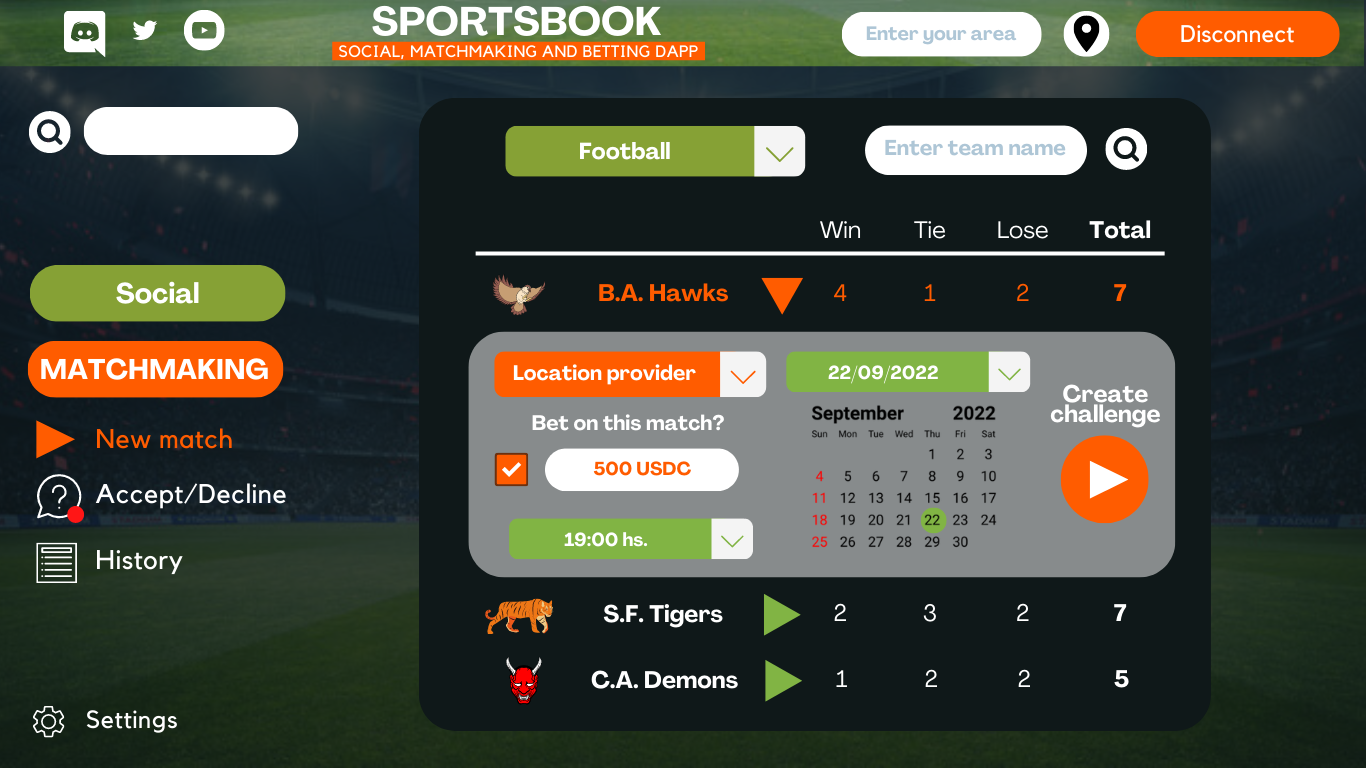 SPORTSBOOK
SOCIAL, MATCHMAKING AND BETTING DAPP
Enter your area
Disconnect
Football
Enter team name
Social
MATCHMAKING
New match
Accept/Decline
?
History
Settings
Win Tie Lose Total
B.A. Hawks 4 1 2 7
Location provider
22/09/2022
Bet on this match?
500 USDC
19:00 hs.
September 2022
Sun Mon Tue Wed Thu Fri Sat
1 2 3
4 5 6 7 8 9 10
11 12 13 14 15 16 17
18 19 20 21 22 23 24
25 26 27 28 29 30
Create
challenge
S.F. Tigers 2 3 2 7
C.A. Demons 1 2 2 5